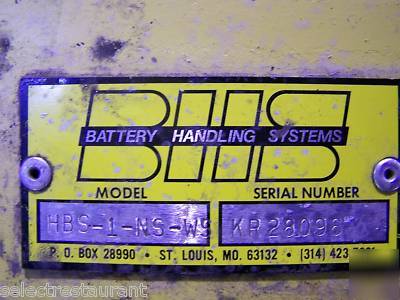 BHS
BATTERY HANDLING SYSTEMS
MODEL SERIAL NUMBER
HBS-1-NS-WS KR28096
P. O. BOX 28990 • ST. LOUIS, MO. 63132 • (314) 423
© selectrestaurant